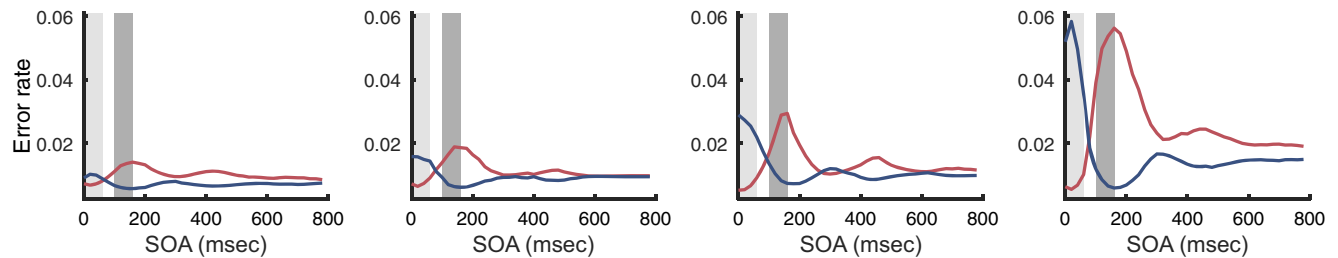 0.06 0.06 0.06 0.06
Error rate
0.04 0.04 0.04 0.04
0.02 0.02 0.02 0.02
0 200 400 600 800 0 200 400 600 800 0 200 400 600 800 0 200 400 600 800
SOA (msec) SOA (msec) SOA (msec) SOA (msec)